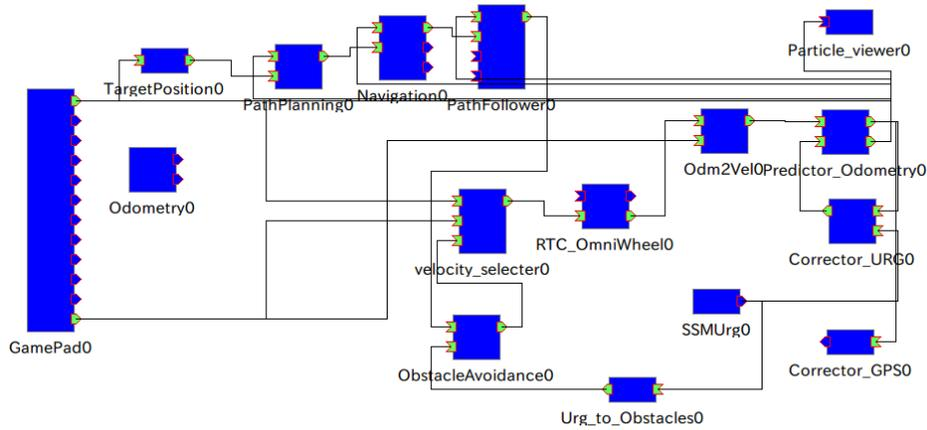 Particle_viewer0
TargetPosition0
PathPlanning0
Navigation0
PathFollower0
Odm2Vel0
Predictor_Odometry0
Odometry0
RTC_OmniWheel0
Corrector_URG0
velocity_selecter0
SSMUrg0
GamePad0
ObstacleAvoidance0
Corrector_GPS0
Urg_to_Obstacles0